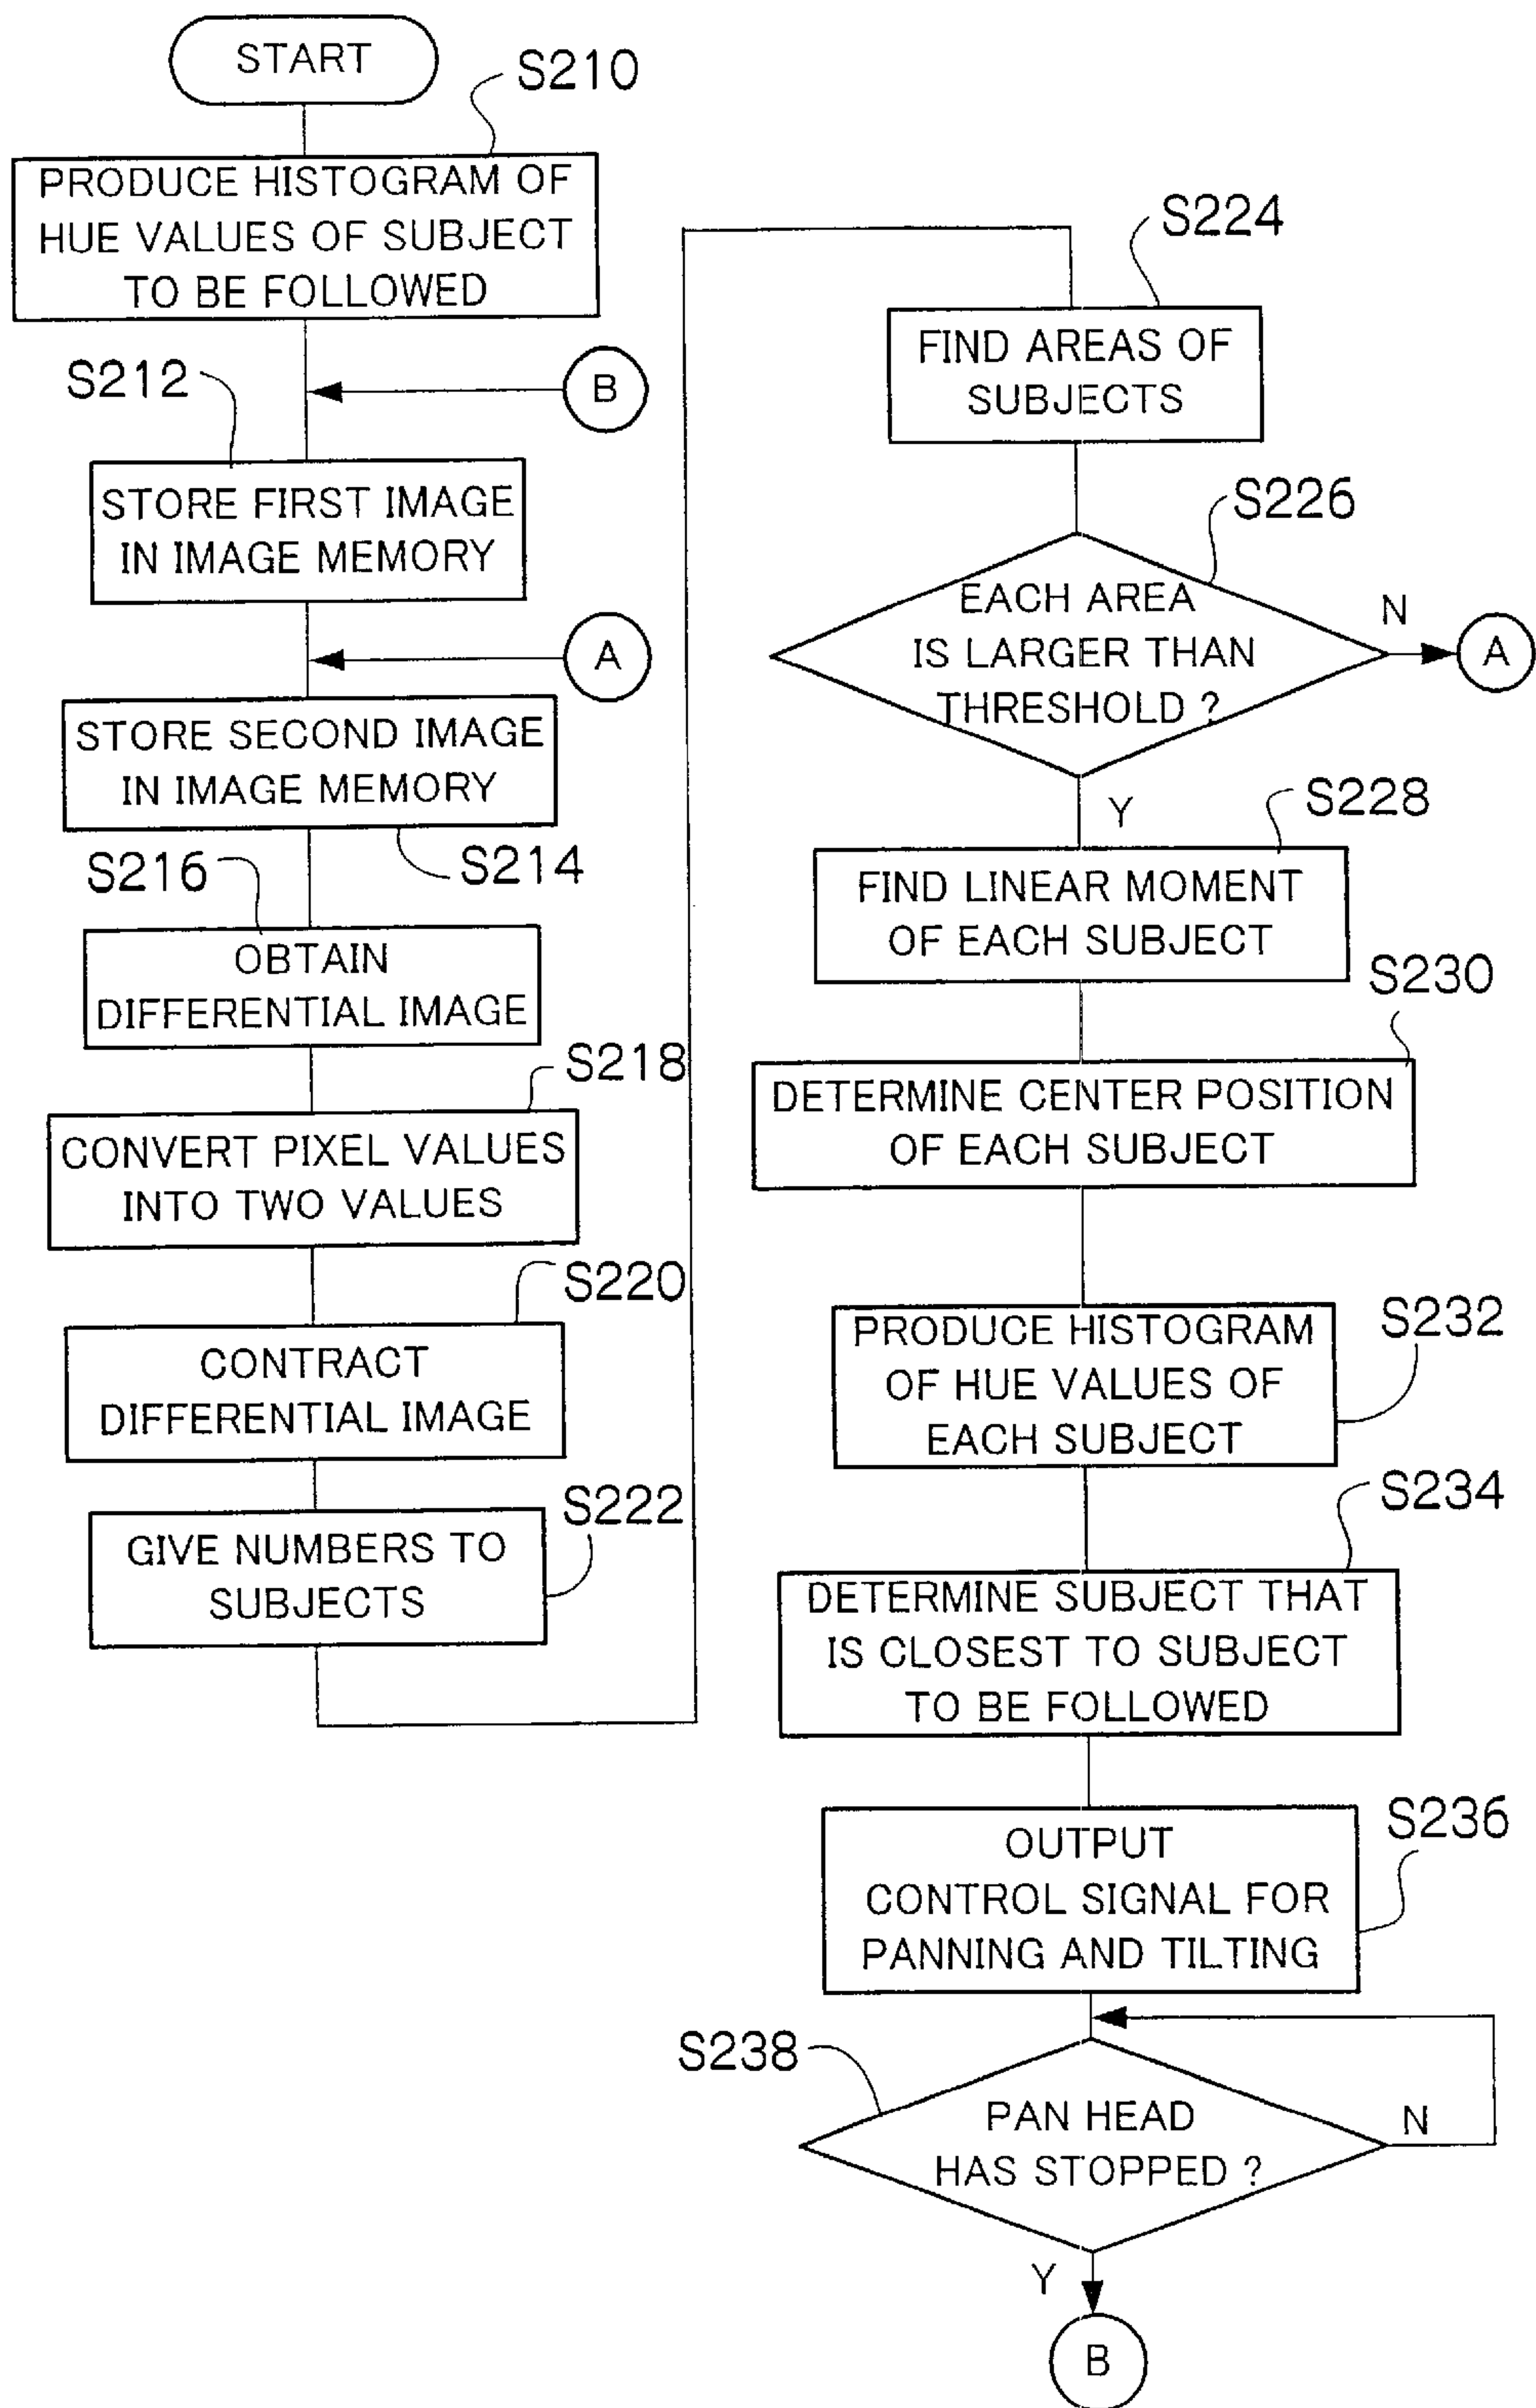 START
S210
PRODUCE HISTOGRAM OF
HUE VALUES OF SUBJECT
TO BE FOLLOWED
B
S212
STORE FIRST IMAGE
IN IMAGE MEMORY
A
STORE SECOND IMAGE
IN IMAGE MEMORY
S214
S216
OBTAIN
DIFFERENTIAL IMAGE
S218
CONVERT PIXEL VALUES
INTO TWO VALUES
S220
CONTRACT
DIFFERENTIAL IMAGE
S222
GIVE NUMBERS TO
SUBJECTS
S224
FIND AREAS OF
SUBJECTS
S226
EACH AREA
IS LARGER THAN
THRESHOLD ?
N
A
Y
S228
FIND LINEAR MOMENT
OF EACH SUBJECT
S230
DETERMINE CENTER POSITION
OF EACH SUBJECT
S232
PRODUCE HISTOGRAM
OF HUE VALUES OF
EACH SUBJECT
S234
DETERMINE SUBJECT THAT
IS CLOSEST TO SUBJECT
TO BE FOLLOWED
S236
OUTPUT
CONTROL SIGNAL FOR
PANNING AND TILTING
S238
PAN HEAD
HAS STOPPED ?
N
Y
B